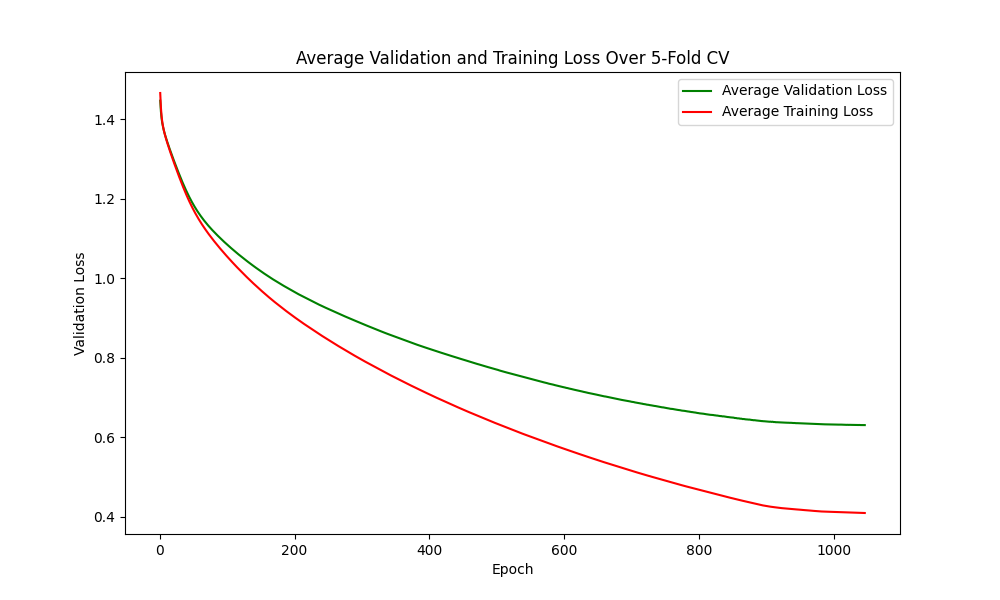 Average Validation and Training Loss Over 5-Fold CV
Average Validation Loss
Average Training Loss
Validation Loss
1.4
1.2
1.0
0.8
0.6
0.4
0 200 400 600 800 1000
Epoch